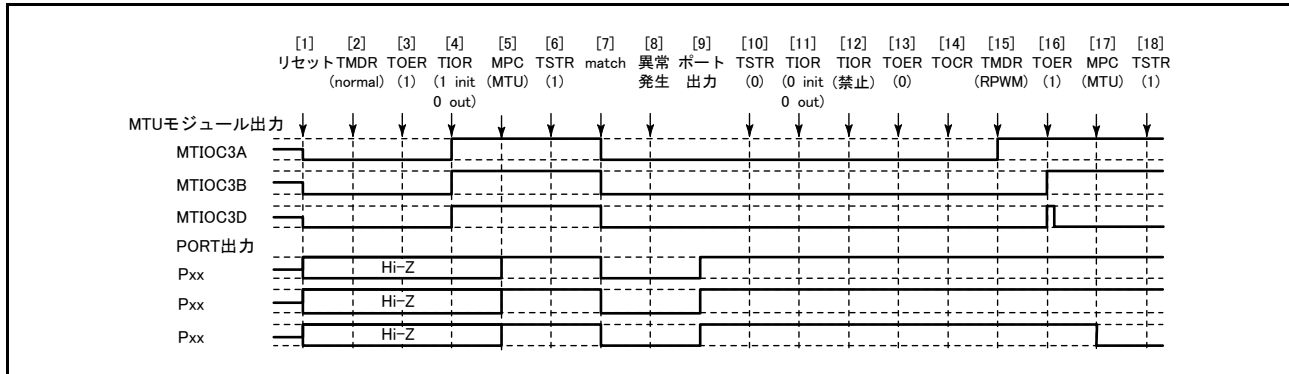 [1] [2] [3] [4] [5] [6] [7] [8] [9] [10] [11] [12] [13] [14] [15] [16] [17] [18]
リセット TMDR TOER TIOR MPC TSTR match 異常 ポート TSTR TIOR TIOR TOER TOCR TMDR TOER MPC TSTR
(normal) (1) (1 init (MTU) (1) 発生 出力 (0) (0 init (禁止) (0) (RPWM) (1) (MTU) (1)
0 out) 0 out)
MTUモジュール出力
MTIOC3A
MTIOC3B
MTIOC3D
PORT出力
Pxx Hi-Z
Pxx Hi-Z
Pxx Hi-Z